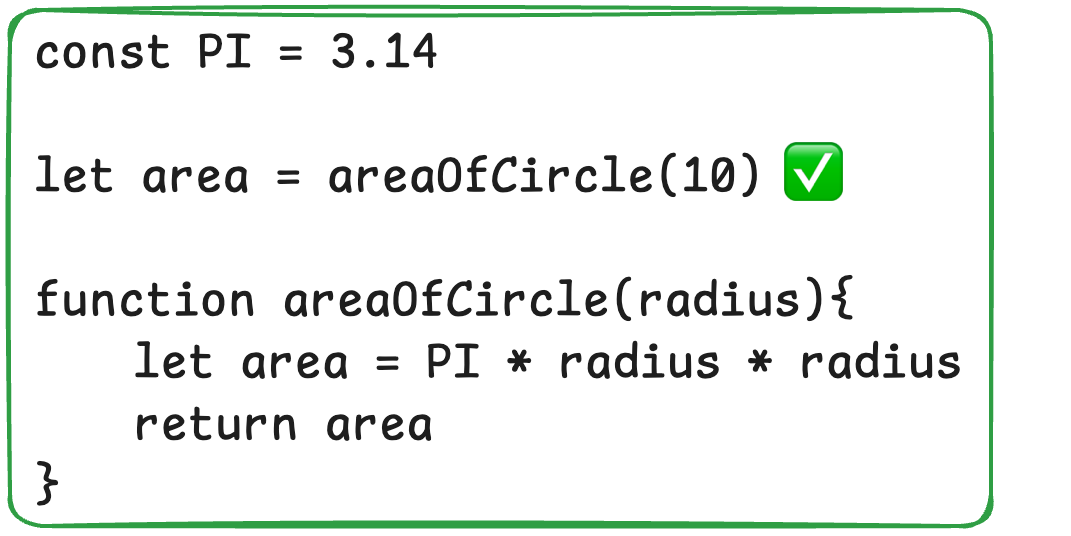 const PI = 3.14
let area = areaOfCircle(10) ✅
function areaOfCircle(radius){
let area = PI * radius * radius
return area
}